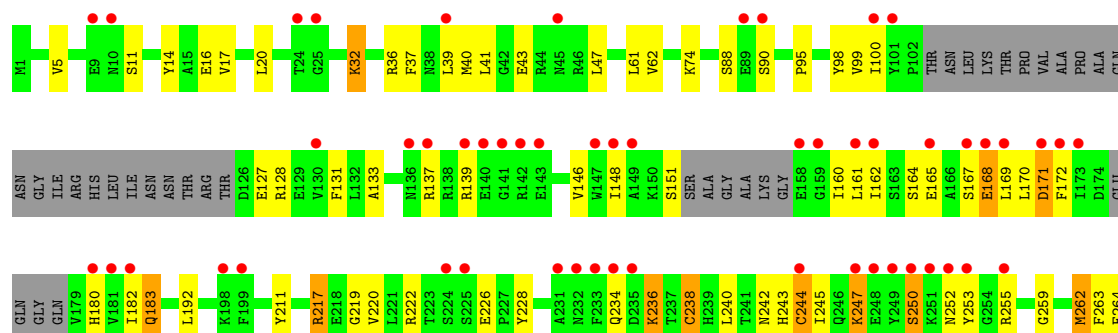 M1 V5 E9 N10 S11 Y14 A15 E16 V17 L20 T24 G25 K32 R36 F37 N38 L39 M40 L41 G42 E43 R44 N45 R46 L47 L61 V62 K74 S88 E89 S90 P95 Y98 V99 I100 Y101 P102 THR ASN LEU LYS THR PRO VAL ALA PRO ALA GLN
ASN GLY ILE ARG HIS LEU ILE ASN ASN THR ARG THR D126 E127 R128 E129 V130 F131 L132 A133 N136 R137 R138 R139 E140 G141 R142 E143 V146 W147 I148 A149 K150 S151 SER ALA GLY ALA LYS GLY E158 G159 I160 L161 I162 S163 S164 E165 A166 S167 E168 L169 L170 D171 F172 I173 D174 GLU
GLN GLY GLN V179 H180 V181 I182 Q183 L192 K198 F199 Y211 R217 E218 G219 V220 L221 R222 T223 S224 S225 E226 P227 Y228 A231 N232 F233 Q234 D235 K236 T237 C238 H239 L240 T241 N242 H243 C244 I245 Q246 K247 E248 Y249 S250 K251 N252 Y253 G254 R255 G259 M262 F263